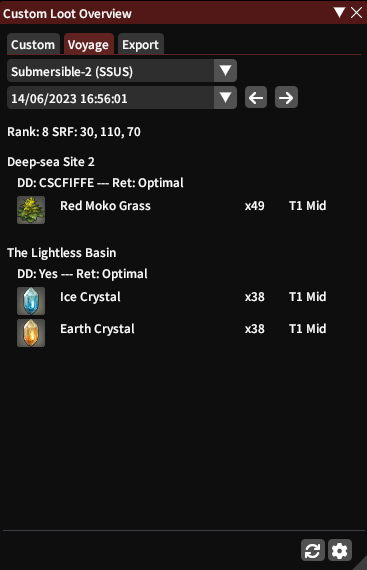 Custom Loot Overview
Custom Voyage Export
Submersible-2 (SSUS)
14/06/2023 16:56:01
Rank: 8 SRF: 30, 110, 70
Deep-sea Site 2
DD: CSCFIFFE --- Ret: Optimal
Red Moko Grass x49 T1 Mid
The Lightless Basin
DD: Yes --- Ret: Optimal
Ice Crystal x38 T1 Mid
Earth Crystal x38 T1 Mid